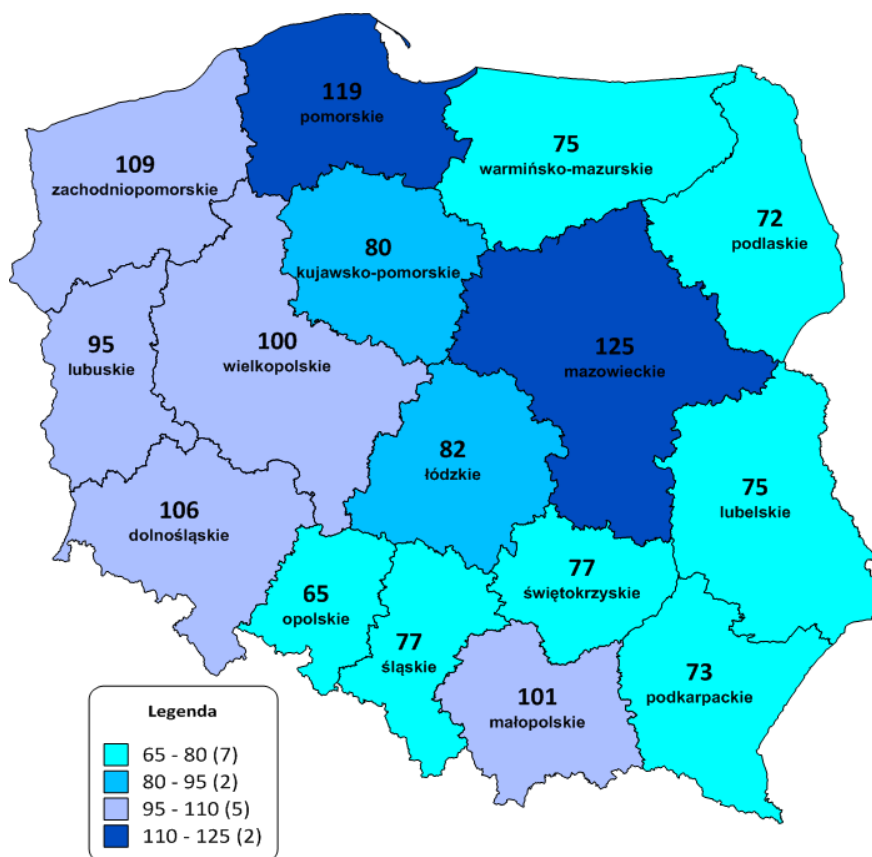 119
pomorskie
109
zachodniopomorskie
75
warmińsko-mazurskie
72
podlaskie
80
kujawsko-pomorskie
95
lubuskie
100
wielkopolskie
125
mazowieckie
82
łódzkie
75
lubelskie
106
dolnośląskie
65
opolskie
77
śląskie
77
świętokrzyskie
101
małopolskie
73
podkarpackie
Legenda
65 - 80 (7)
80 - 95 (2)
95 - 110 (5)
110 - 125 (2)